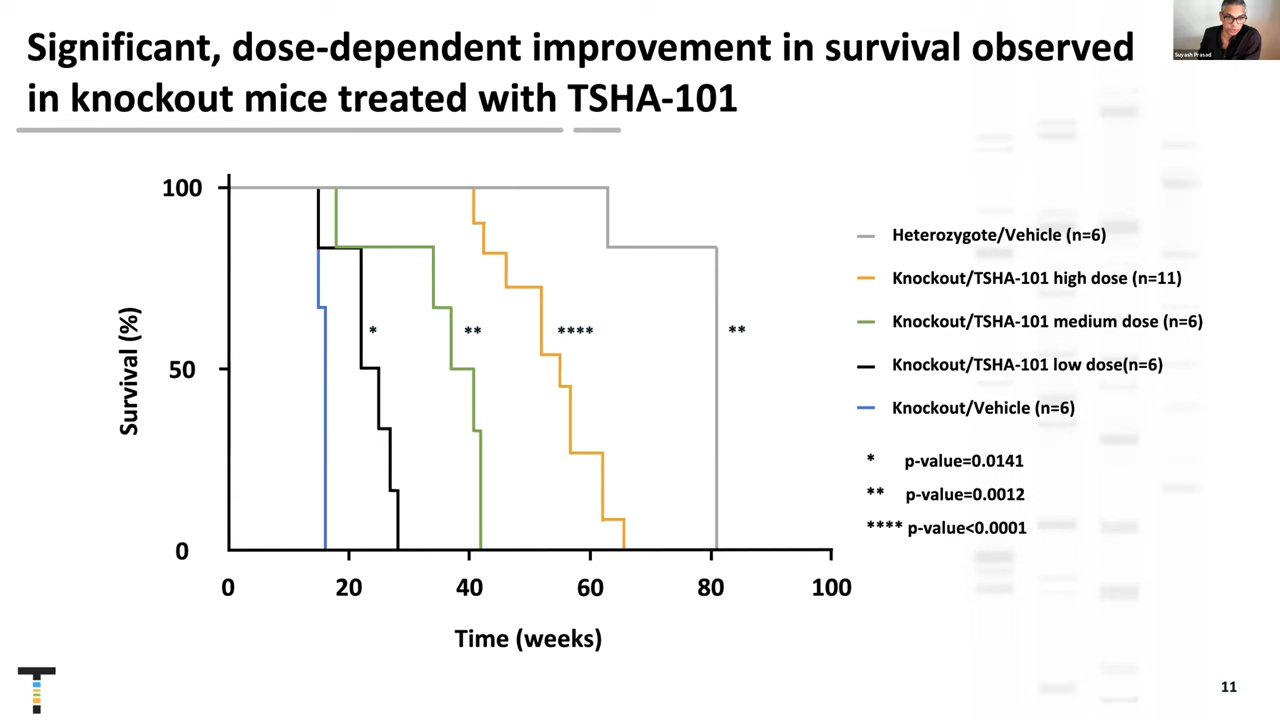 Significant, dose-dependent improvement in survival observed
in knockout mice treated with TSHA-101
Suyash Prasad
100
50
0
Survival (%)
0 20 40 60 80 100
Time (weeks)
*
**
****
**
Heterozygote/Vehicle (n=6)
Knockout/TSHA-101 high dose (n=11)
Knockout/TSHA-101 medium dose (n=6)
Knockout/TSHA-101 low dose(n=6)
Knockout/Vehicle (n=6)
* p-value=0.0141
** p-value=0.0012
**** p-value<0.0001
T
11